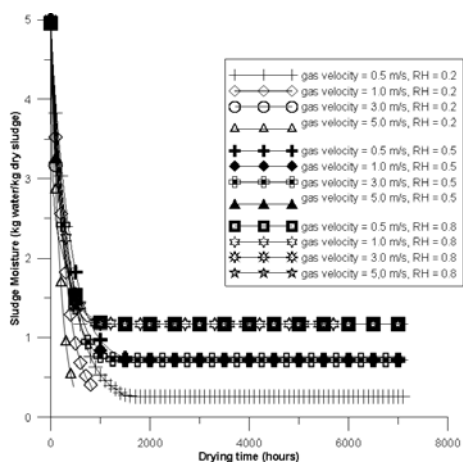 5
4
3
2
1
0
Sludge Moisture (kg water/kg dry sludge)
gas velocity = 0.5 m/s, RH = 0.2
gas velocity = 1.0 m/s, RH = 0.2
gas velocity = 3.0 m/s, RH = 0.2
gas velocity = 5.0 m/s, RH = 0.2
gas velocity = 0.5 m/s, RH = 0.5
gas velocity = 1.0 m/s, RH = 0.5
gas velocity = 3.0 m/s, RH = 0.5
gas velocity = 5.0 m/s, RH = 0.5
gas velocity = 0.5 m/s, RH = 0.8
gas velocity = 1.0 m/s, RH = 0.8
gas velocity = 3.0 m/s, RH = 0.8
gas velocity = 5,0 m/s, RH = 0.8
0 2000 4000 6000 8000
Drying time (hours)